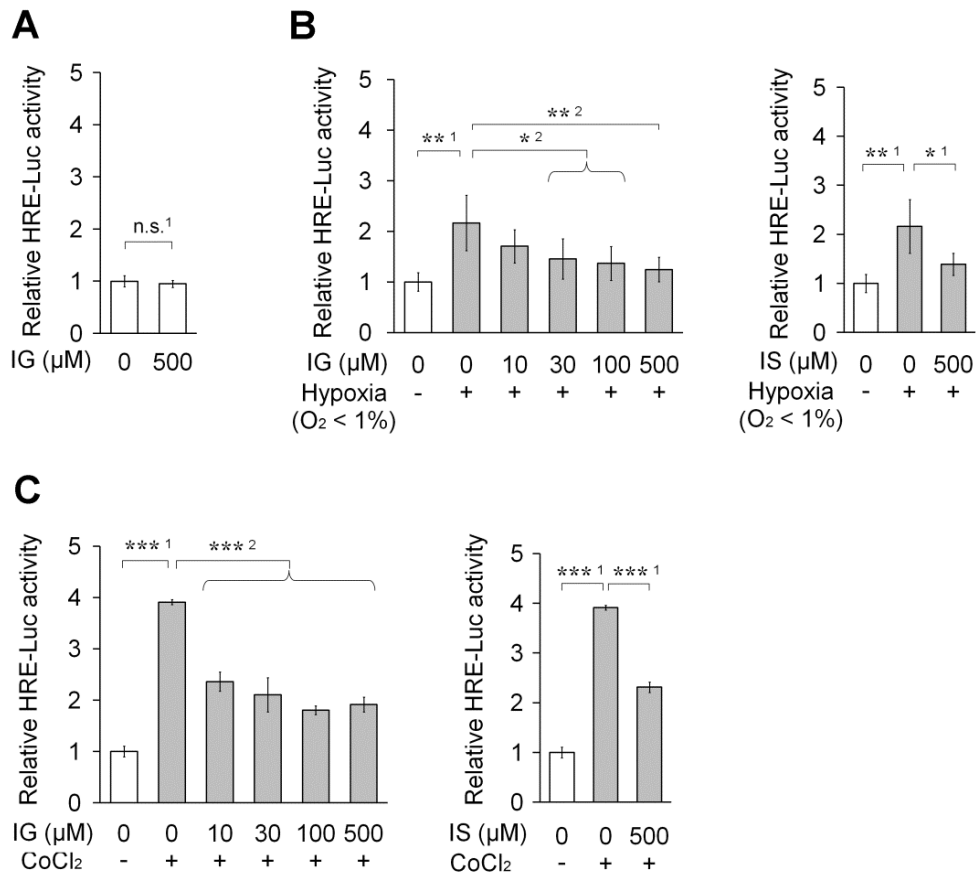 A
Relative HRE-Luc activity
5
4
3
2
1
0
n.s.1
IG (µM) 0 500
B
Relative HRE-Luc activity
5
4
3
2
1
0
** 2
** 1
* 2
IG (µM) 0 0 10 30 100 500
Hypoxia - + + + + +
(O2 < 1%)
Relative HRE-Luc activity
5
4
3
2
1
0
** 1 * 1
IS (µM) 0 0 500
Hypoxia - + +
(O2 < 1%)
C
Relative HRE-Luc activity
5
4
3
2
1
0
*** 1 *** 2
IG (µM) 0 0 10 30 100 500
CoCl2 - + + + + +
Relative HRE-Luc activity
5
4
3
2
1
0
*** 1 *** 1
IS (µM) 0 0 500
CoCl2 - + +